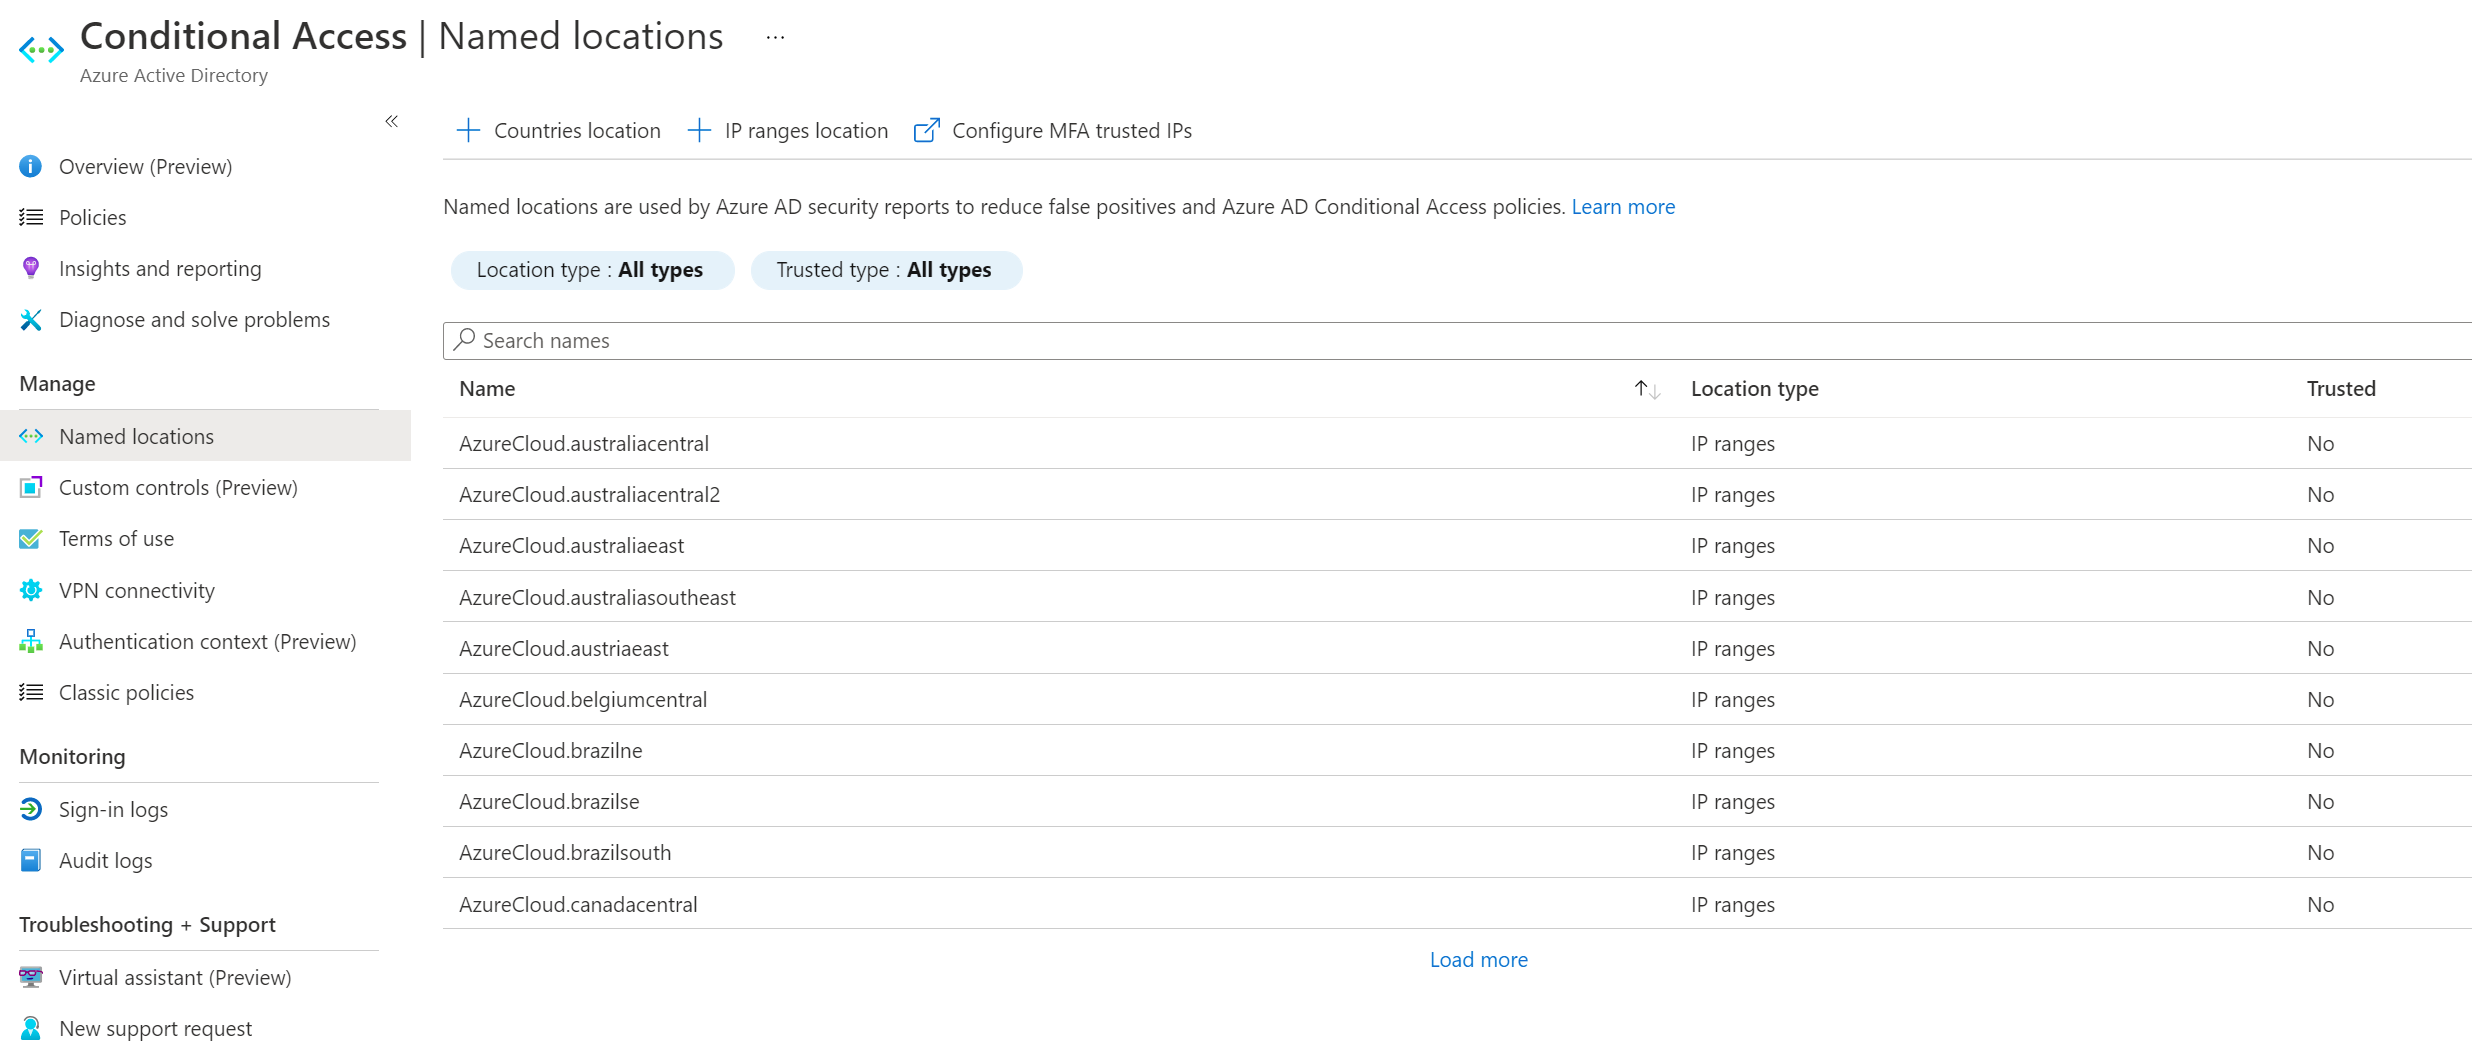 Conditional Access | Named locations ...
Azure Active Directory
«
Overview (Preview)
Policies
Insights and reporting
Diagnose and solve problems
Manage
Named locations
Custom controls (Preview)
Terms of use
VPN connectivity
Authentication context (Preview)
Classic policies
Monitoring
Sign-in logs
Audit logs
Troubleshooting + Support
Virtual assistant (Preview)
New support request
Countries location IP ranges location Configure MFA trusted IPs
Named locations are used by Azure AD security reports to reduce false positives and Azure AD Conditional Access policies. Learn more
Location type : All types Trusted type : All types
Search names
Name ↑↓ Location type Trusted
AzureCloud.australiacentral IP ranges No
AzureCloud.australiacentral2 IP ranges No
AzureCloud.australiaeast IP ranges No
AzureCloud.australiasoutheast IP ranges No
AzureCloud.austriaeast IP ranges No
AzureCloud.belgiumcentral IP ranges No
AzureCloud.brazilne IP ranges No
AzureCloud.brazilse IP ranges No
AzureCloud.brazilsouth IP ranges No
AzureCloud.canadacentral IP ranges No
Load more